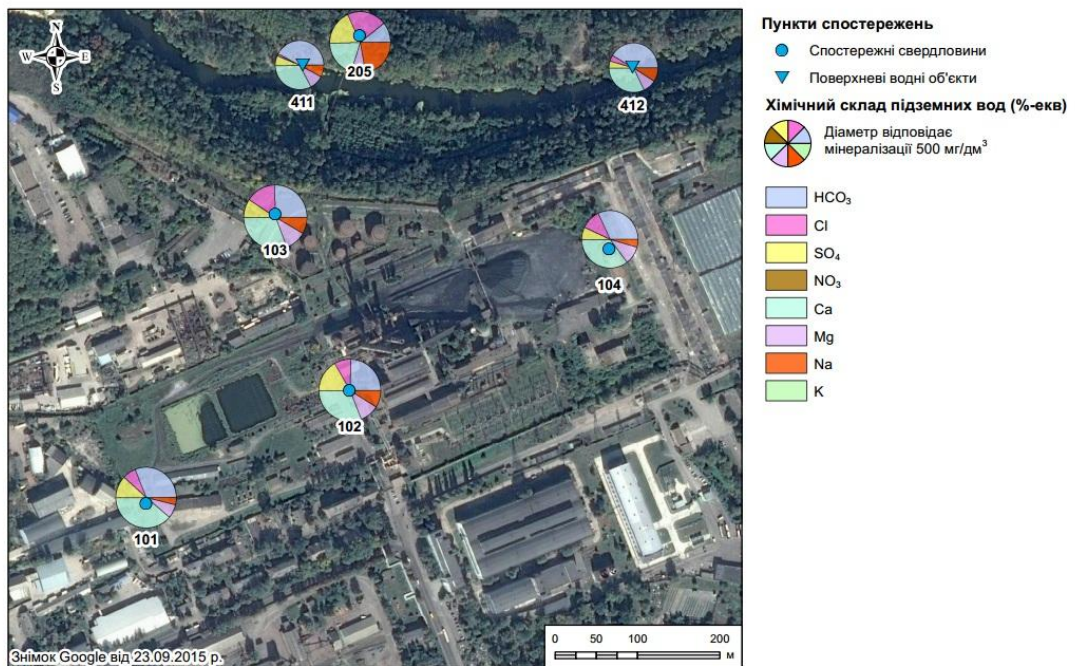 N
W E
S
205
411
412
103
104
102
101
Знімок Google від 23.09.2015 р.
0 50 100 200
м
Пункти спостережень
Спостережні свердловини
Поверхневі водні об'єкти
Хімічний склад підземних вод (%-екв)
Діаметр відповідає
мінералізації 500 мг/дм³
HCO₃
Cl
SO₄
NO₃
Ca
Mg
Na
K